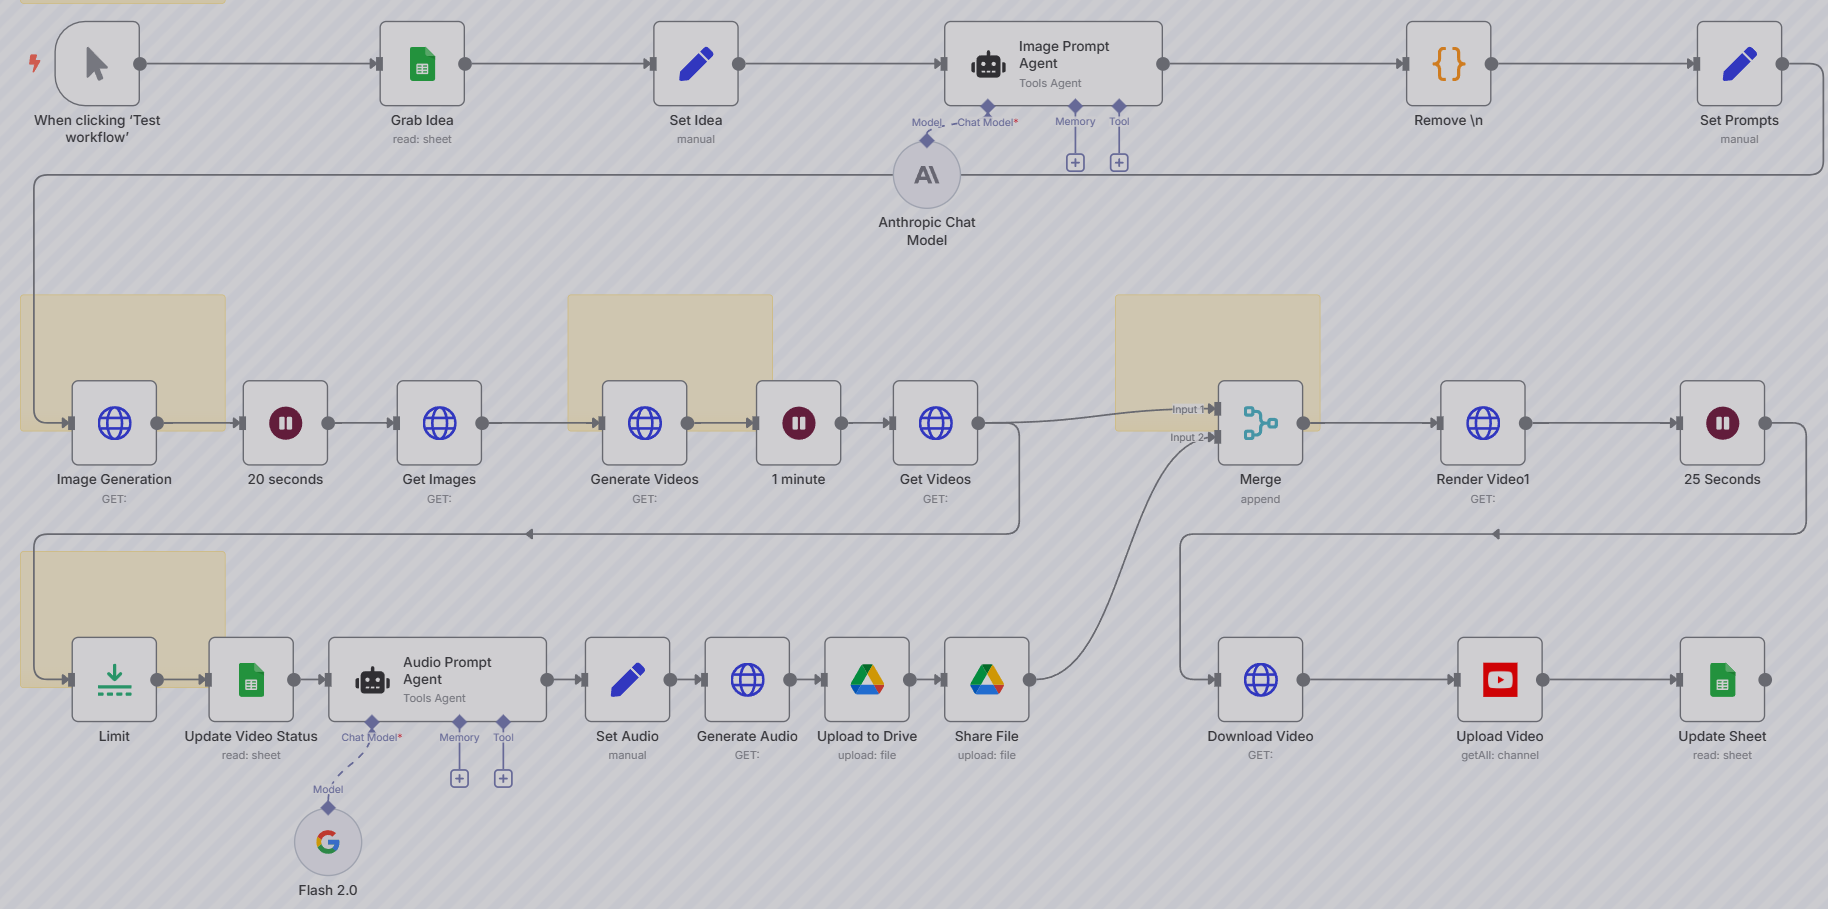 Image Prompt
Agent
Tools Agent
When clicking ‘Test
workflow’
Grab Idea
read: sheet
Set Idea
manual
Model
Chat Model*
Memory
Tool
Remove \n
Set Prompts
manual
Anthropic Chat
Model
Input 1
Input 2
Image Generation
GET:
20 seconds
Get Images
GET:
Generate Videos
GET:
1 minute
Get Videos
GET:
Merge
append
Render Video1
GET:
25 Seconds
Audio Prompt
Agent
Tools Agent
Limit
Update Video Status
read: sheet
Chat Model*
Memory
Tool
Set Audio
manual
Generate Audio
GET:
Upload to Drive
upload: file
Share File
upload: file
Download Video
GET:
Upload Video
getAll: channel
Update Sheet
read: sheet
Model
Flash 2.0